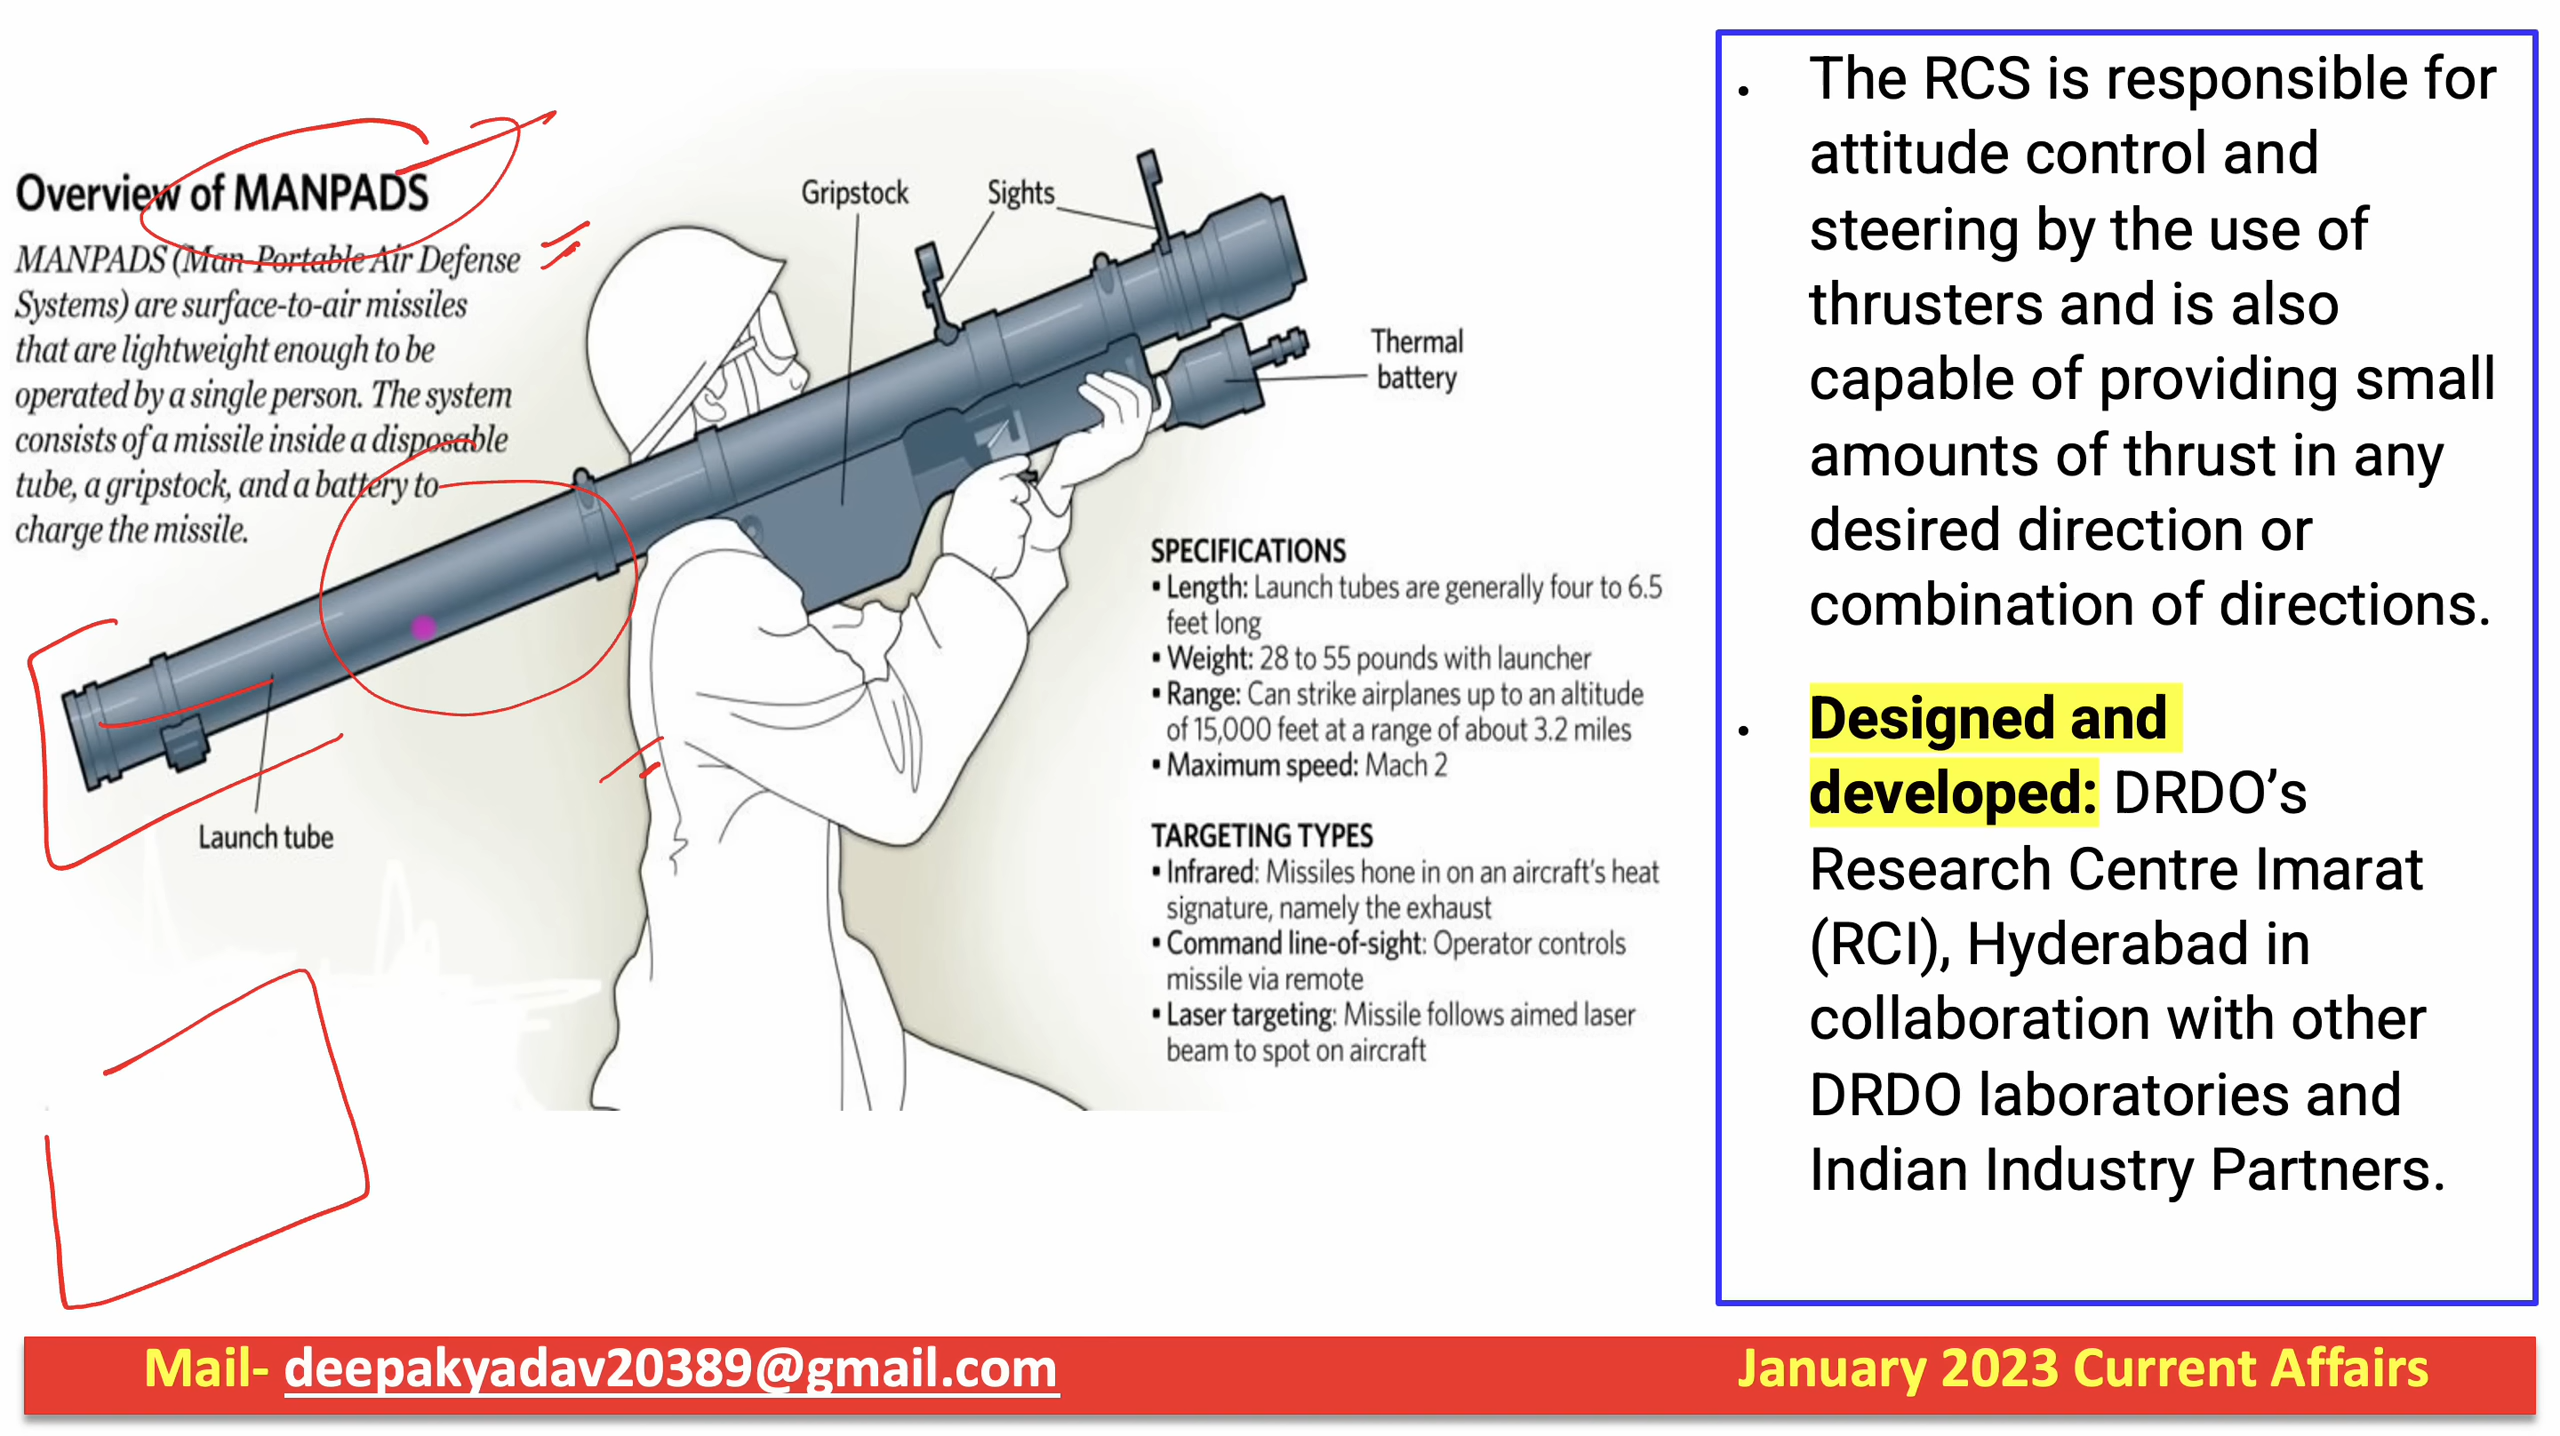 Overview of MANPADS
MANPADS (Man-Portable Air Defense
Systems) are surface-to-air missiles
that are lightweight enough to be
operated by a single person. The system
consists of a missile inside a disposable
tube, a gripstock, and a battery to
charge the missile.
Gripstock
Sights
Thermal
battery
Launch tube
SPECIFICATIONS
▪ Length: Launch tubes are generally four to 6.5
feet long
▪ Weight: 28 to 55 pounds with launcher
▪ Range: Can strike airplanes up to an altitude
of 15,000 feet at a range of about 3.2 miles
▪ Maximum speed: Mach 2
TARGETING TYPES
▪ Infrared: Missiles hone in on an aircraft's heat
signature, namely the exhaust
▪ Command line-of-sight: Operator controls
missile via remote
▪ Laser targeting: Missile follows aimed laser
beam to spot on aircraft
• The RCS is responsible for
attitude control and
steering by the use of
thrusters and is also
capable of providing small
amounts of thrust in any
desired direction or
combination of directions.
• Designed and
developed: DRDO’s
Research Centre Imarat
(RCI), Hyderabad in
collaboration with other
DRDO laboratories and
Indian Industry Partners.
Mail- deepakyadav20389@gmail.com
January 2023 Current Affairs